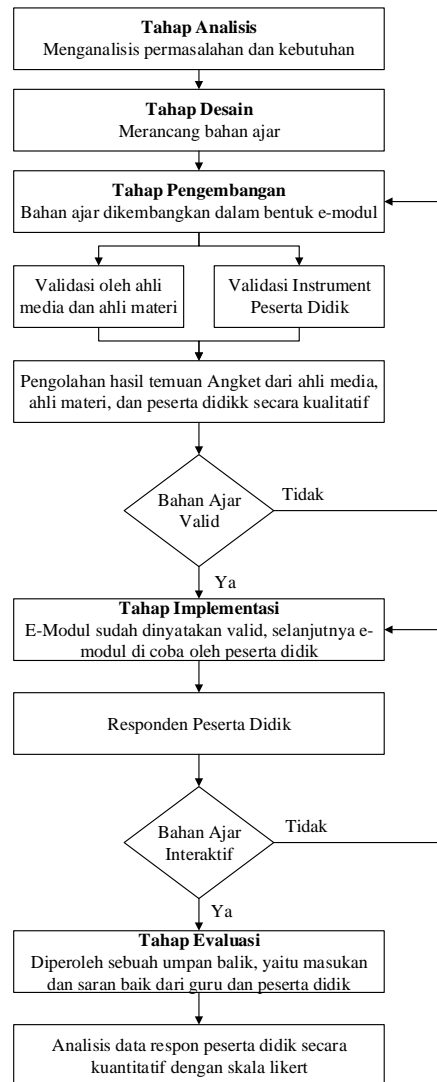 Tahap Analisis
Menganalisis permasalahan dan kebutuhan
Tahap Desain
Merancang bahan ajar
Tahap Pengembangan
Bahan ajar dikembangkan dalam bentuk e-modul
Validasi oleh ahli
media dan ahli materi
Validasi Instrument
Peserta Didik
Pengolahan hasil temuan Angket dari ahli media,
ahli materi, dan peserta didikk secara kualitatif
Bahan Ajar
Valid
Tidak
Ya
Tahap Implementasi
E-Modul sudah dinyatakan valid, selanjutnya e-
modul di coba oleh peserta didik
Responden Peserta Didik
Bahan Ajar
Interaktif
Tidak
Ya
Tahap Evaluasi
Diperoleh sebuah umpan balik, yaitu masukan
dan saran baik dari guru dan peserta didik
Analisis data respon peserta didik secara
kuantitatif dengan skala likert